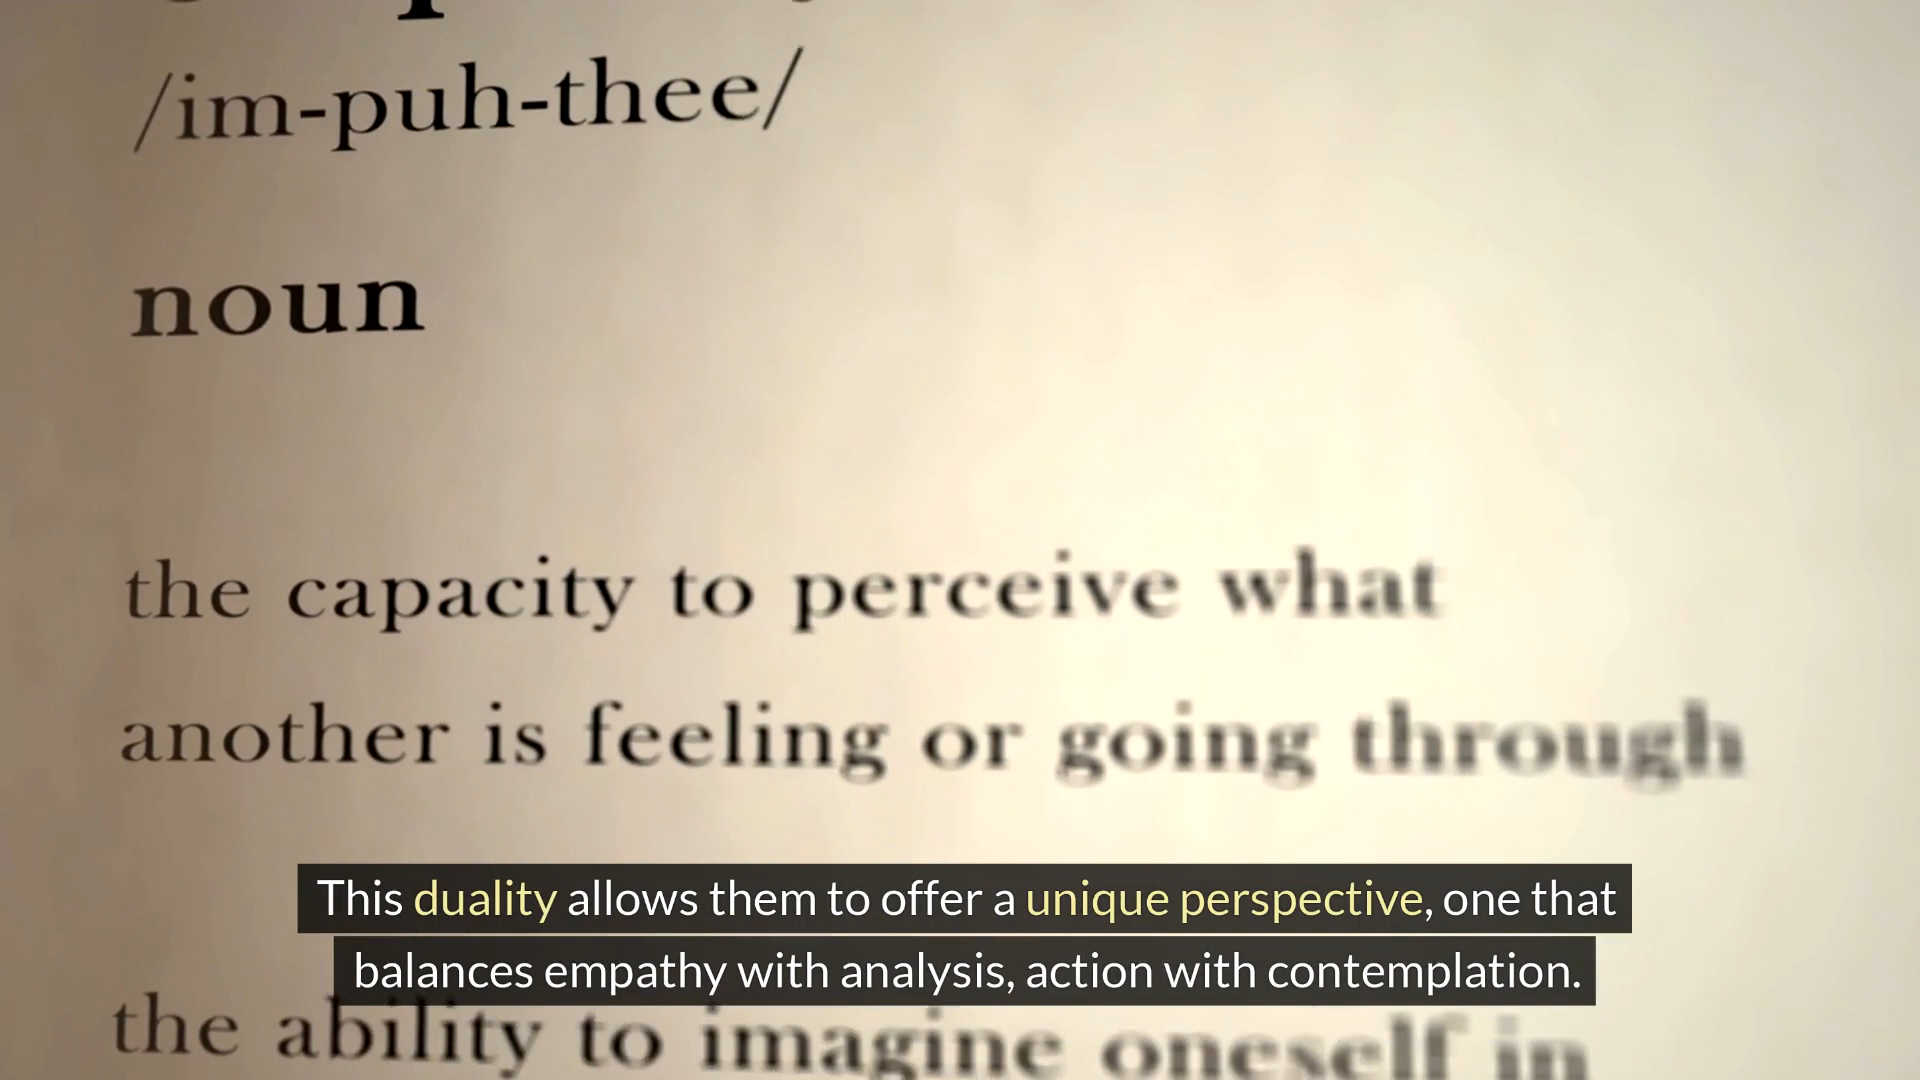 /im-puh-thee/
noun
the capacity to perceive what
another is feeling or going through
This duality allows them to offer a unique perspective, one that
balances empathy with analysis, action with contemplation.
the ability to imagine oneself in